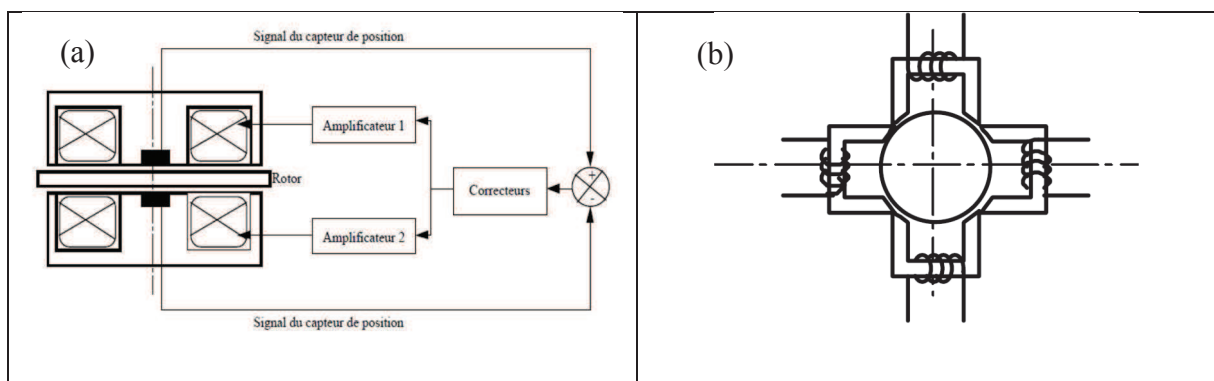 Signal du capteur de position
(a)
Amplificateur 1
Rotor
Correcteurs
+
-
Amplificateur 2
Signal du capteur de position
(b)